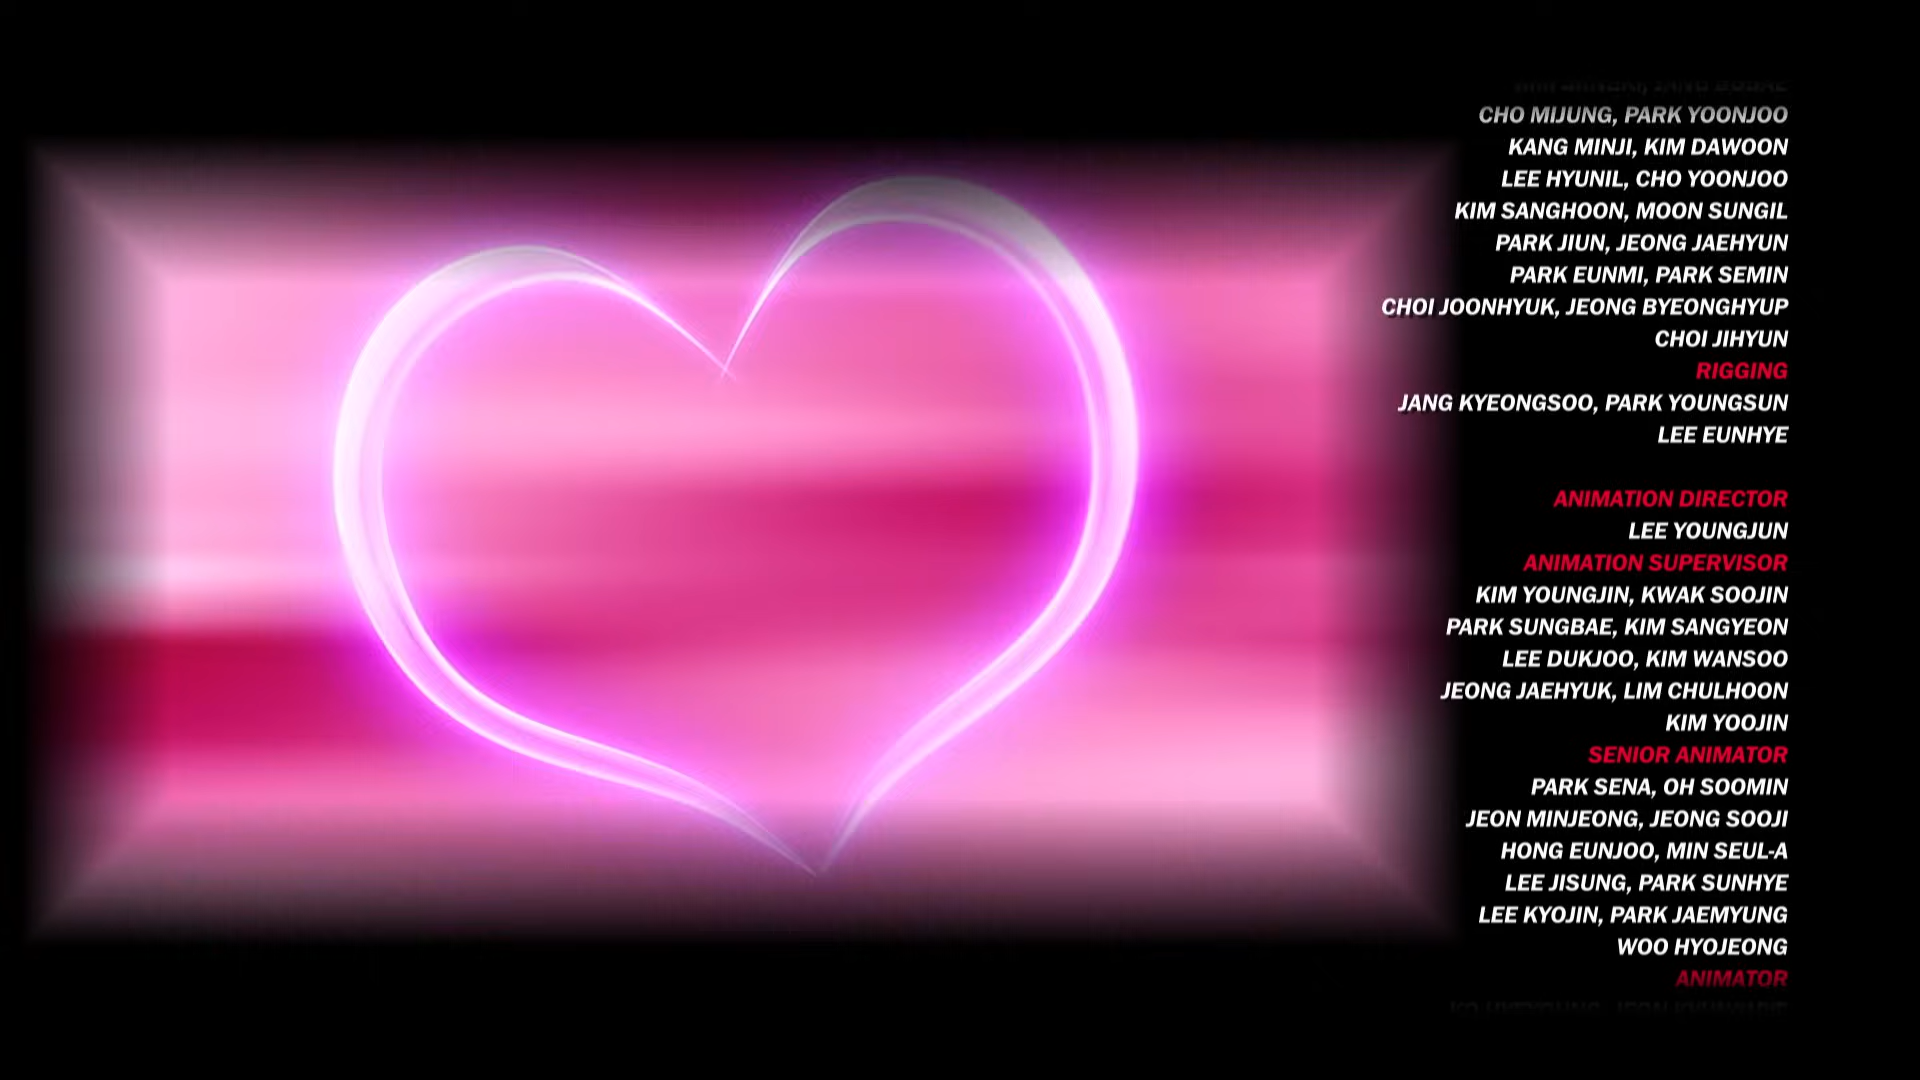 CHO MIJUNG, PARK YOONJOO
KANG MINJI, KIM DAWOON
LEE HYUNIL, CHO YOONJOO
KIM SANGHOON, MOON SUNGIL
PARK JIUN, JEONG JAEHYUN
PARK EUNMI, PARK SEMIN
CHOI JOONHYUK, JEONG BYEONGHYUP
CHOI JIHYUN
RIGGING
JANG KYEONGSOO, PARK YOUNGSUN
LEE EUNHYE
ANIMATION DIRECTOR
LEE YOUNGJUN
ANIMATION SUPERVISOR
KIM YOUNGJIN, KWAK SOOJIN
PARK SUNGBAE, KIM SANGYEON
LEE DUKJOO, KIM WANSOO
JEONG JAEHYUK, LIM CHULHOON
KIM YOOJIN
SENIOR ANIMATOR
PARK SENA, OH SOOMIN
JEON MINJEONG, JEONG SOOJI
HONG EUNJOO, MIN SEUL-A
LEE JISUNG, PARK SUNHYE
LEE KYOJIN, PARK JAEMYUNG
WOO HYOJEONG
ANIMATOR